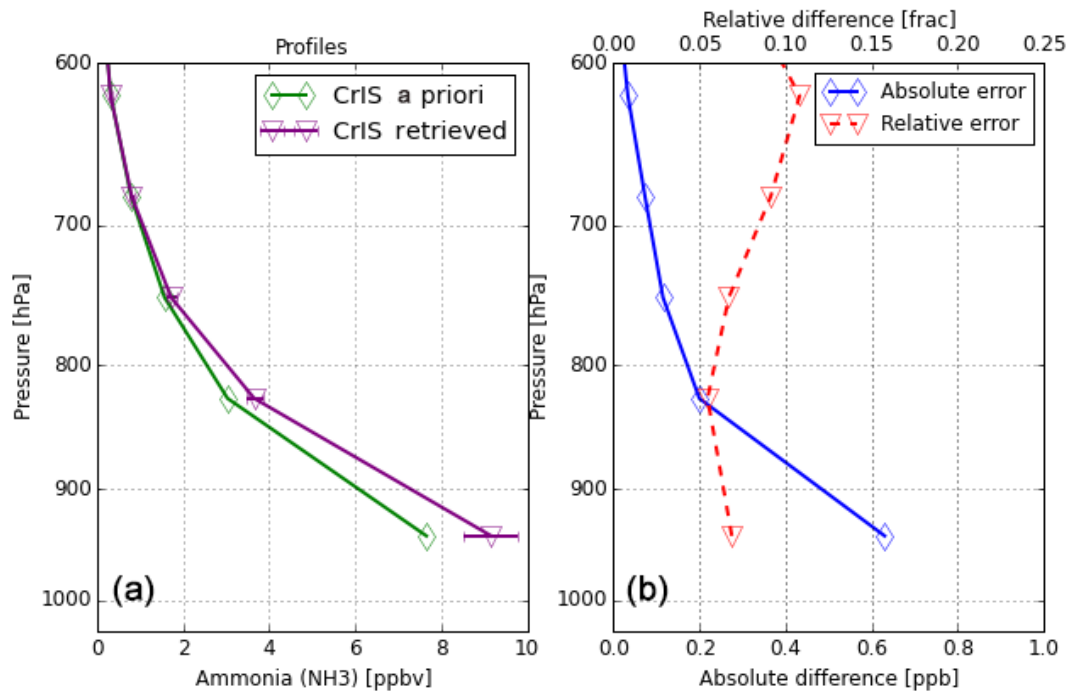 Profiles
600
700
800
900
1000
Pressure [hPa]
CrIS a priori
CrIS retrieved
(a)
0 2 4 6 8 10
Ammonia (NH3) [ppbv]
Relative difference [frac]
0.00 0.05 0.10 0.15 0.20 0.25
600
700
800
900
1000
Pressure [hPa]
Absolute error
Relative error
(b)
0.0 0.2 0.4 0.6 0.8 1.0
Absolute difference [ppb]